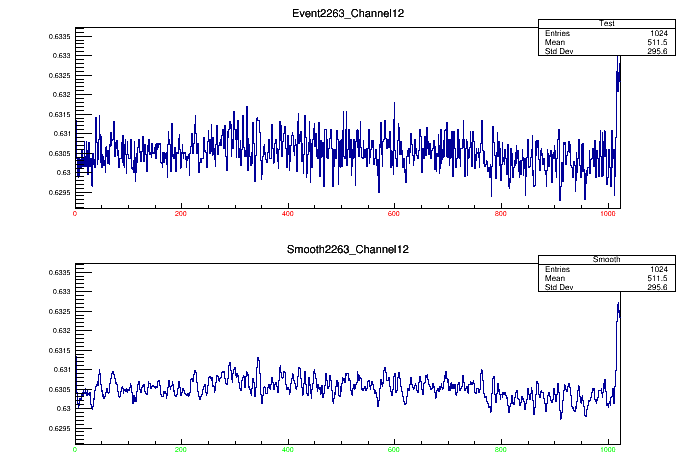 Event2263_Channel12
Test
Entries 1024
Mean 511.5
Std Dev 295.6
0.6335
0.633
0.6325
0.632
0.6315
0.631
0.6305
0.63
0.6295
0 200 400 600 800 1000
Smooth2263_Channel12
Smooth
Entries 1024
Mean 511.5
Std Dev 295.6
0.6335
0.633
0.6325
0.632
0.6315
0.631
0.6305
0.63
0.6295
0 200 400 600 800 1000